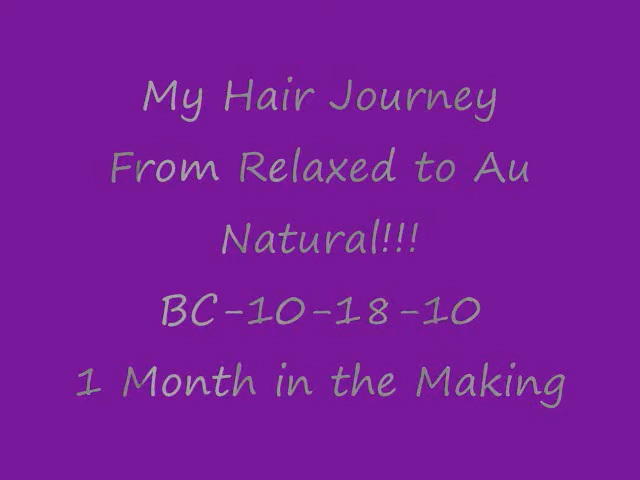 My Hair Journey
From Relaxed to Au
Natural!!!
BC-10-18-10
1 Month in the Making